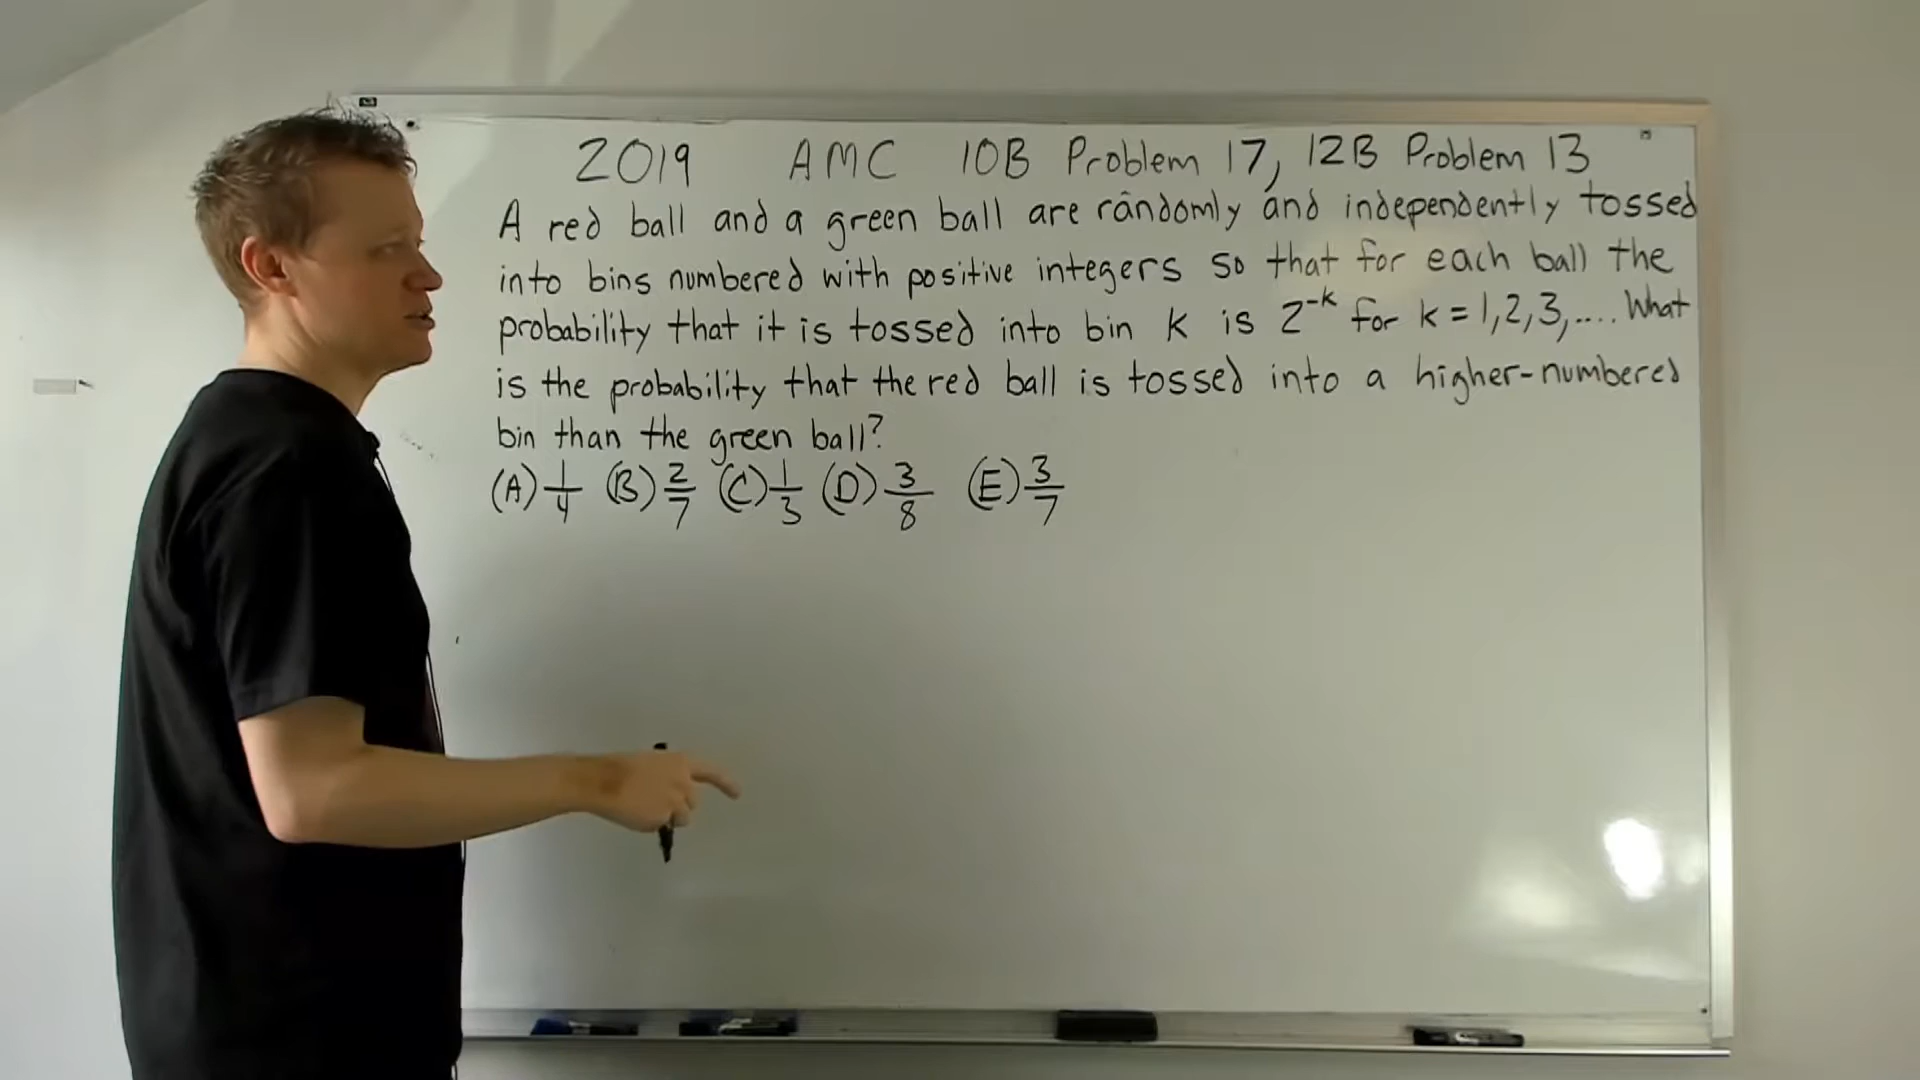 2019 AMC 10B Problem 17, 12B Problem 13
A red ball and a green ball are randomly and independently tossed
into bins numbered with positive integers so that for each ball the
probability that it is tossed into bin k is 2^-k for k = 1,2,3,.... What
is the probability that the red ball is tossed into a higher-numbered
bin than the green ball?
(A) 1/4 (B) 2/7 (C) 1/3 (D) 3/8 (E) 3/7